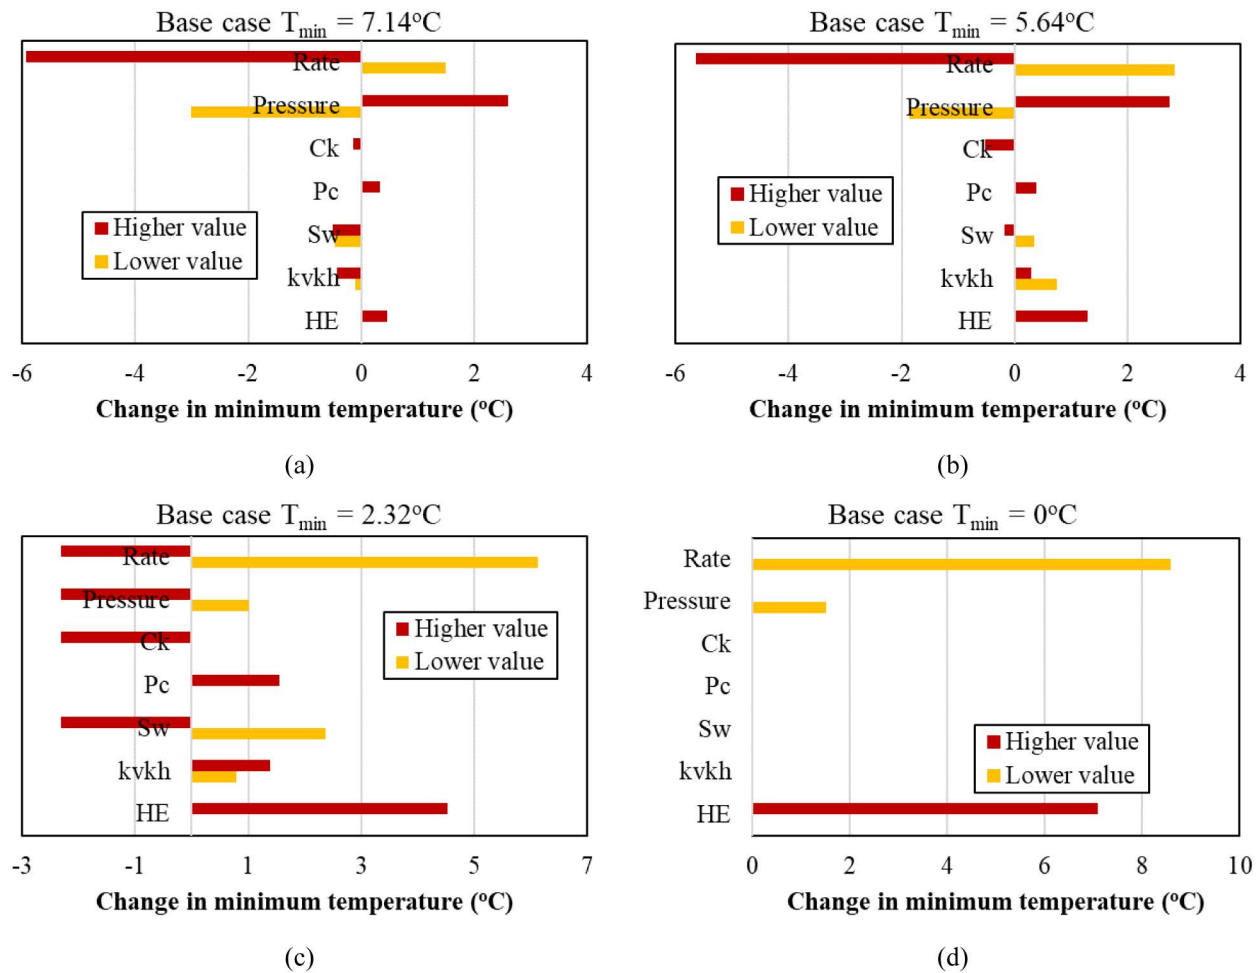 Base case Tmin = 7.14°C
Rate
Pressure
Ck
Pc
Sw
kvkh
HE
Higher value
Lower value
-6 -4 -2 0 2 4
Change in minimum temperature (°C)
(a)
Base case Tmin = 5.64°C
Rate
Pressure
Ck
Pc
Sw
kvkh
HE
Higher value
Lower value
-6 -4 -2 0 2 4
Change in minimum temperature (°C)
(b)
Base case Tmin = 2.32°C
Rate
Pressure
Ck
Pc
Sw
kvkh
HE
Higher value
Lower value
-3 -1 1 3 5 7
Change in minimum temperature (°C)
(c)
Base case Tmin = 0°C
Rate
Pressure
Ck
Pc
Sw
kvkh
HE
Higher value
Lower value
0 2 4 6 8 10
Change in minimum temperature (°C)
(d)